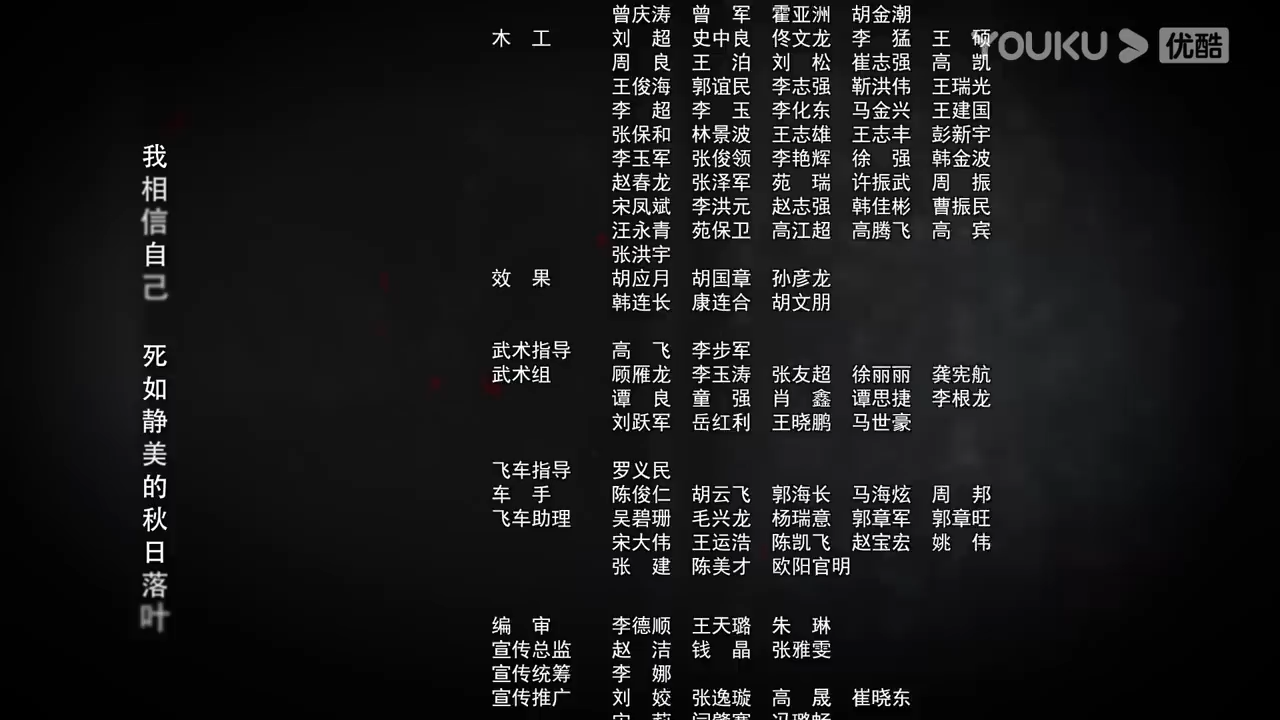 曾庆涛 曾 军 霍亚洲 胡金潮
木 工 刘 超 史中良 佟文龙 李 猛 王 硕
YOUKU 优酷
周 良 王 泊 刘 松 崔志强 高 凯
王俊海 郭谊民 李志强 靳洪伟 王瑞光
李 超 李 玉 李化东 马金兴 王建国
张保和 林景波 王志雄 王志丰 彭新宇
李玉军 张俊领 李艳辉 徐 强 韩金波
赵春龙 张泽军 苑 瑞 许振武 周 振
宋凤斌 李洪元 赵志强 韩佳彬 曹振民
汪永青 苑保卫 高江超 高腾飞 高 宾
张洪宇
效 果 胡应月 胡国章 孙彦龙
韩连长 康连合 胡文朋
武术指导 高 飞 李步军
武术组 顾雁龙 李玉涛 张友超 徐丽丽 龚宪航
谭 良 童 强 肖 鑫 谭思捷 李根龙
刘跃军 岳红利 王晓鹏 马世豪
飞车指导 罗义民
车 手 陈俊仁 胡云飞 郭海长 马海炫 周 邦
飞车助理 吴碧珊 毛兴龙 杨瑞意 郭章军 郭章旺
宋大伟 王运浩 陈凯飞 赵宝宏 姚 伟
张 建 陈美才 欧阳官明
编 审 李德顺 王天璐 朱 琳
宣传总监 赵 洁 钱 晶 张雅雯
宣传统筹 李 娜
宣传推广 刘 姣 张逸璇 高 晟 崔晓东
我相信自己 死如静美的秋日落叶